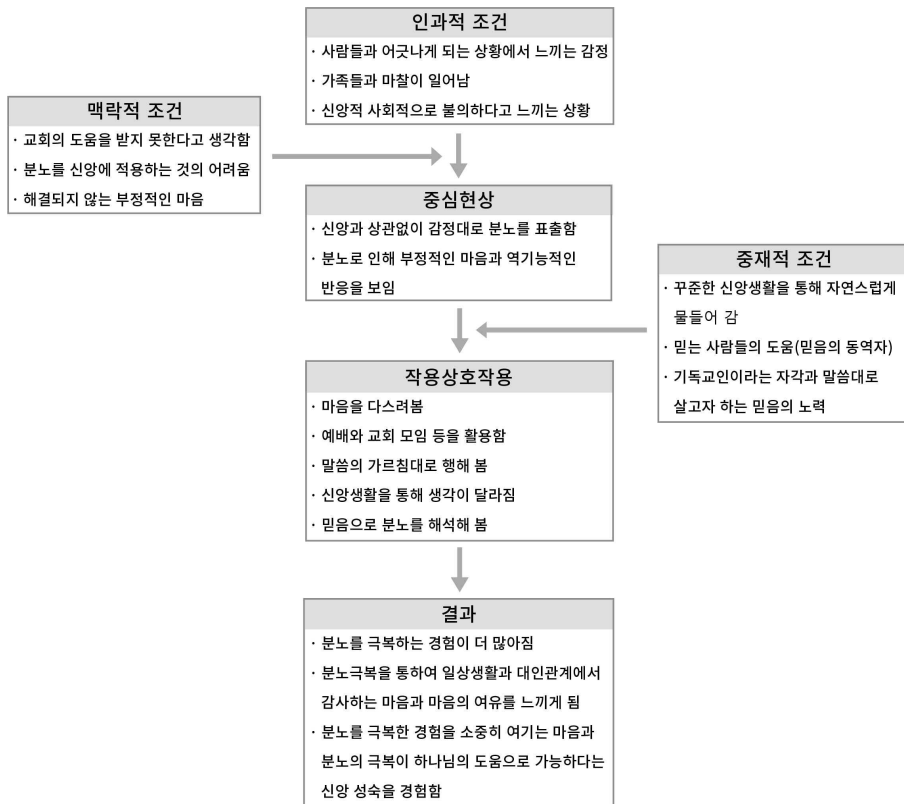 인과적 조건
· 사람들과 어긋나게 되는 상황에서 느끼는 감정
· 가족들과 마찰이 일어남
· 신앙적 사회적으로 불의하다고 느끼는 상황
맥락적 조건
· 교회의 도움을 받지 못한다고 생각함
· 분노를 신앙에 적용하는 것의 어려움
· 해결되지 않는 부정적인 마음
중심현상
· 신앙과 상관없이 감정대로 분노를 표출함
· 분노로 인해 부정적인 마음과 역기능적인
반응을 보임
중재적 조건
· 꾸준한 신앙생활을 통해 자연스럽게
물들어 감
· 믿는 사람들의 도움(믿음의 동역자)
· 기독교인이라는 자각과 말씀대로
살고자 하는 믿음의 노력
작용상호작용
· 마음을 다스려봄
· 예배와 교회 모임 등을 활용함
· 말씀의 가르침대로 행해 봄
· 신앙생활을 통해 생각이 달라짐
· 믿음으로 분노를 해석해 봄
결과
· 분노를 극복하는 경험이 더 많아짐
· 분노극복을 통하여 일상생활과 대인관계에서
감사하는 마음과 마음의 여유를 느끼게 됨
· 분노를 극복한 경험을 소중히 여기는 마음과
분노의 극복이 하나님의 도움으로 가능하다는
신앙 성숙을 경험함